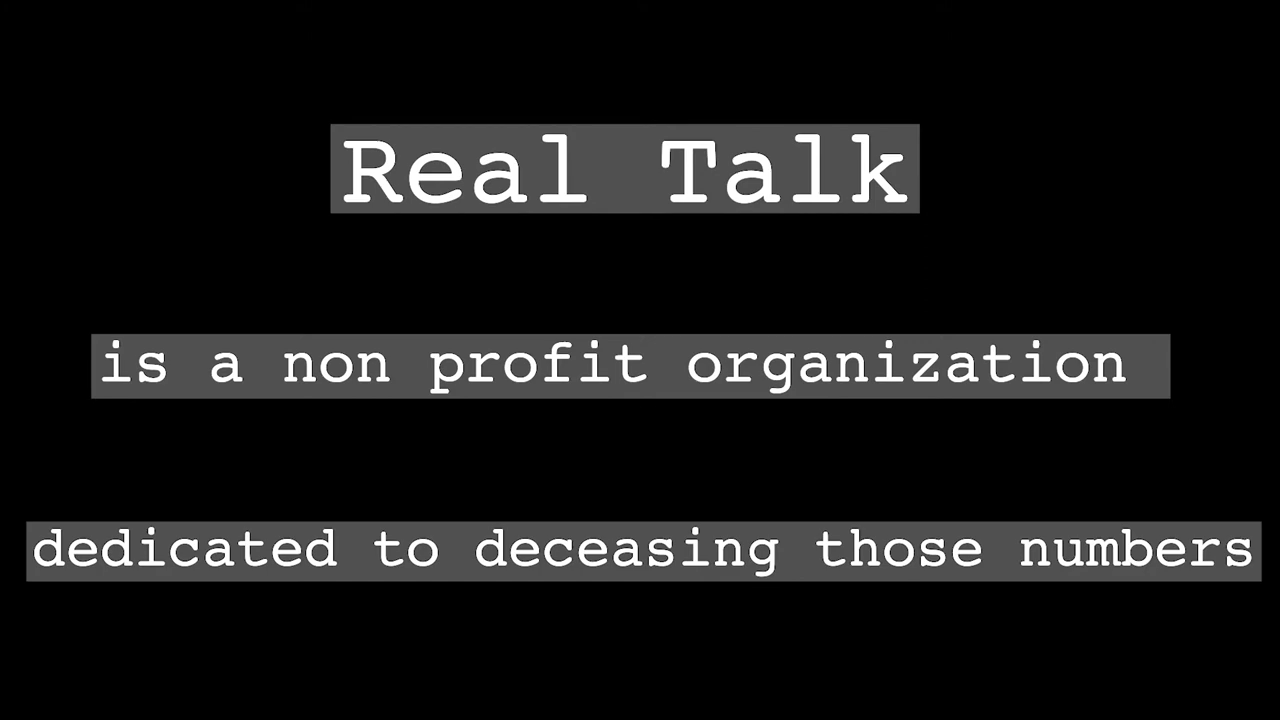 Real Talk
is a non profit organization
dedicated to deceasing those numbers